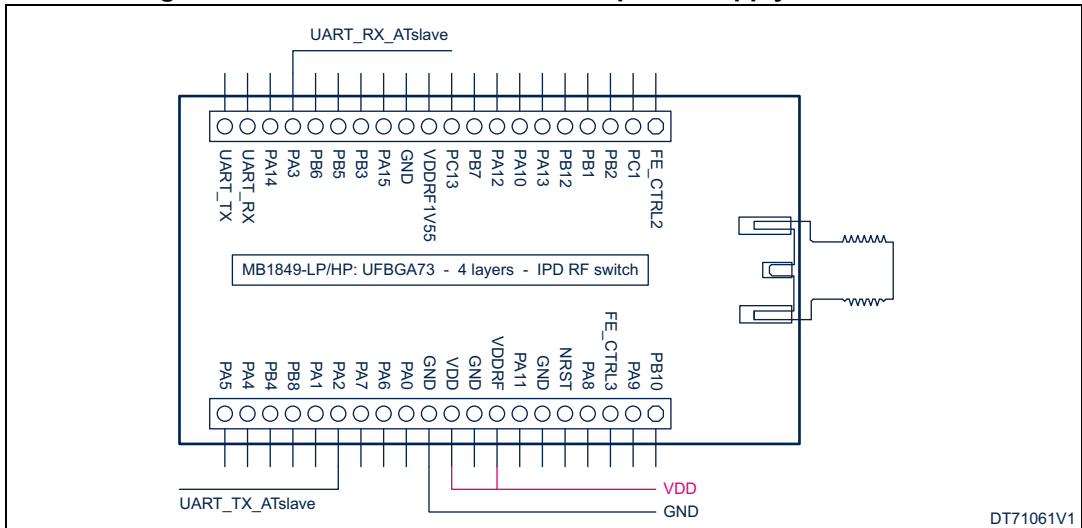 UART_RX_ATslave
UART_TX
UART_RX
PA14
PA3
PB6
PB5
PB3
PA15
GND
VDDRF1V55
PC13
PB7
PA12
PA10
PA13
PB12
PB1
PB2
PC1
FE_CTRL2
MB1849-LP/HP: UFBGA73 - 4 layers - IPD RF switch
PA5
PA4
PB4
PB8
PA1
PA2
PA7
PA6
PA0
GND
VDD
GND
VDDRF
PA11
GND
NRST
PA8
FE_CTRL3
PA9
PB10
UART_TX_ATslave
VDD
GND
DT71061V1